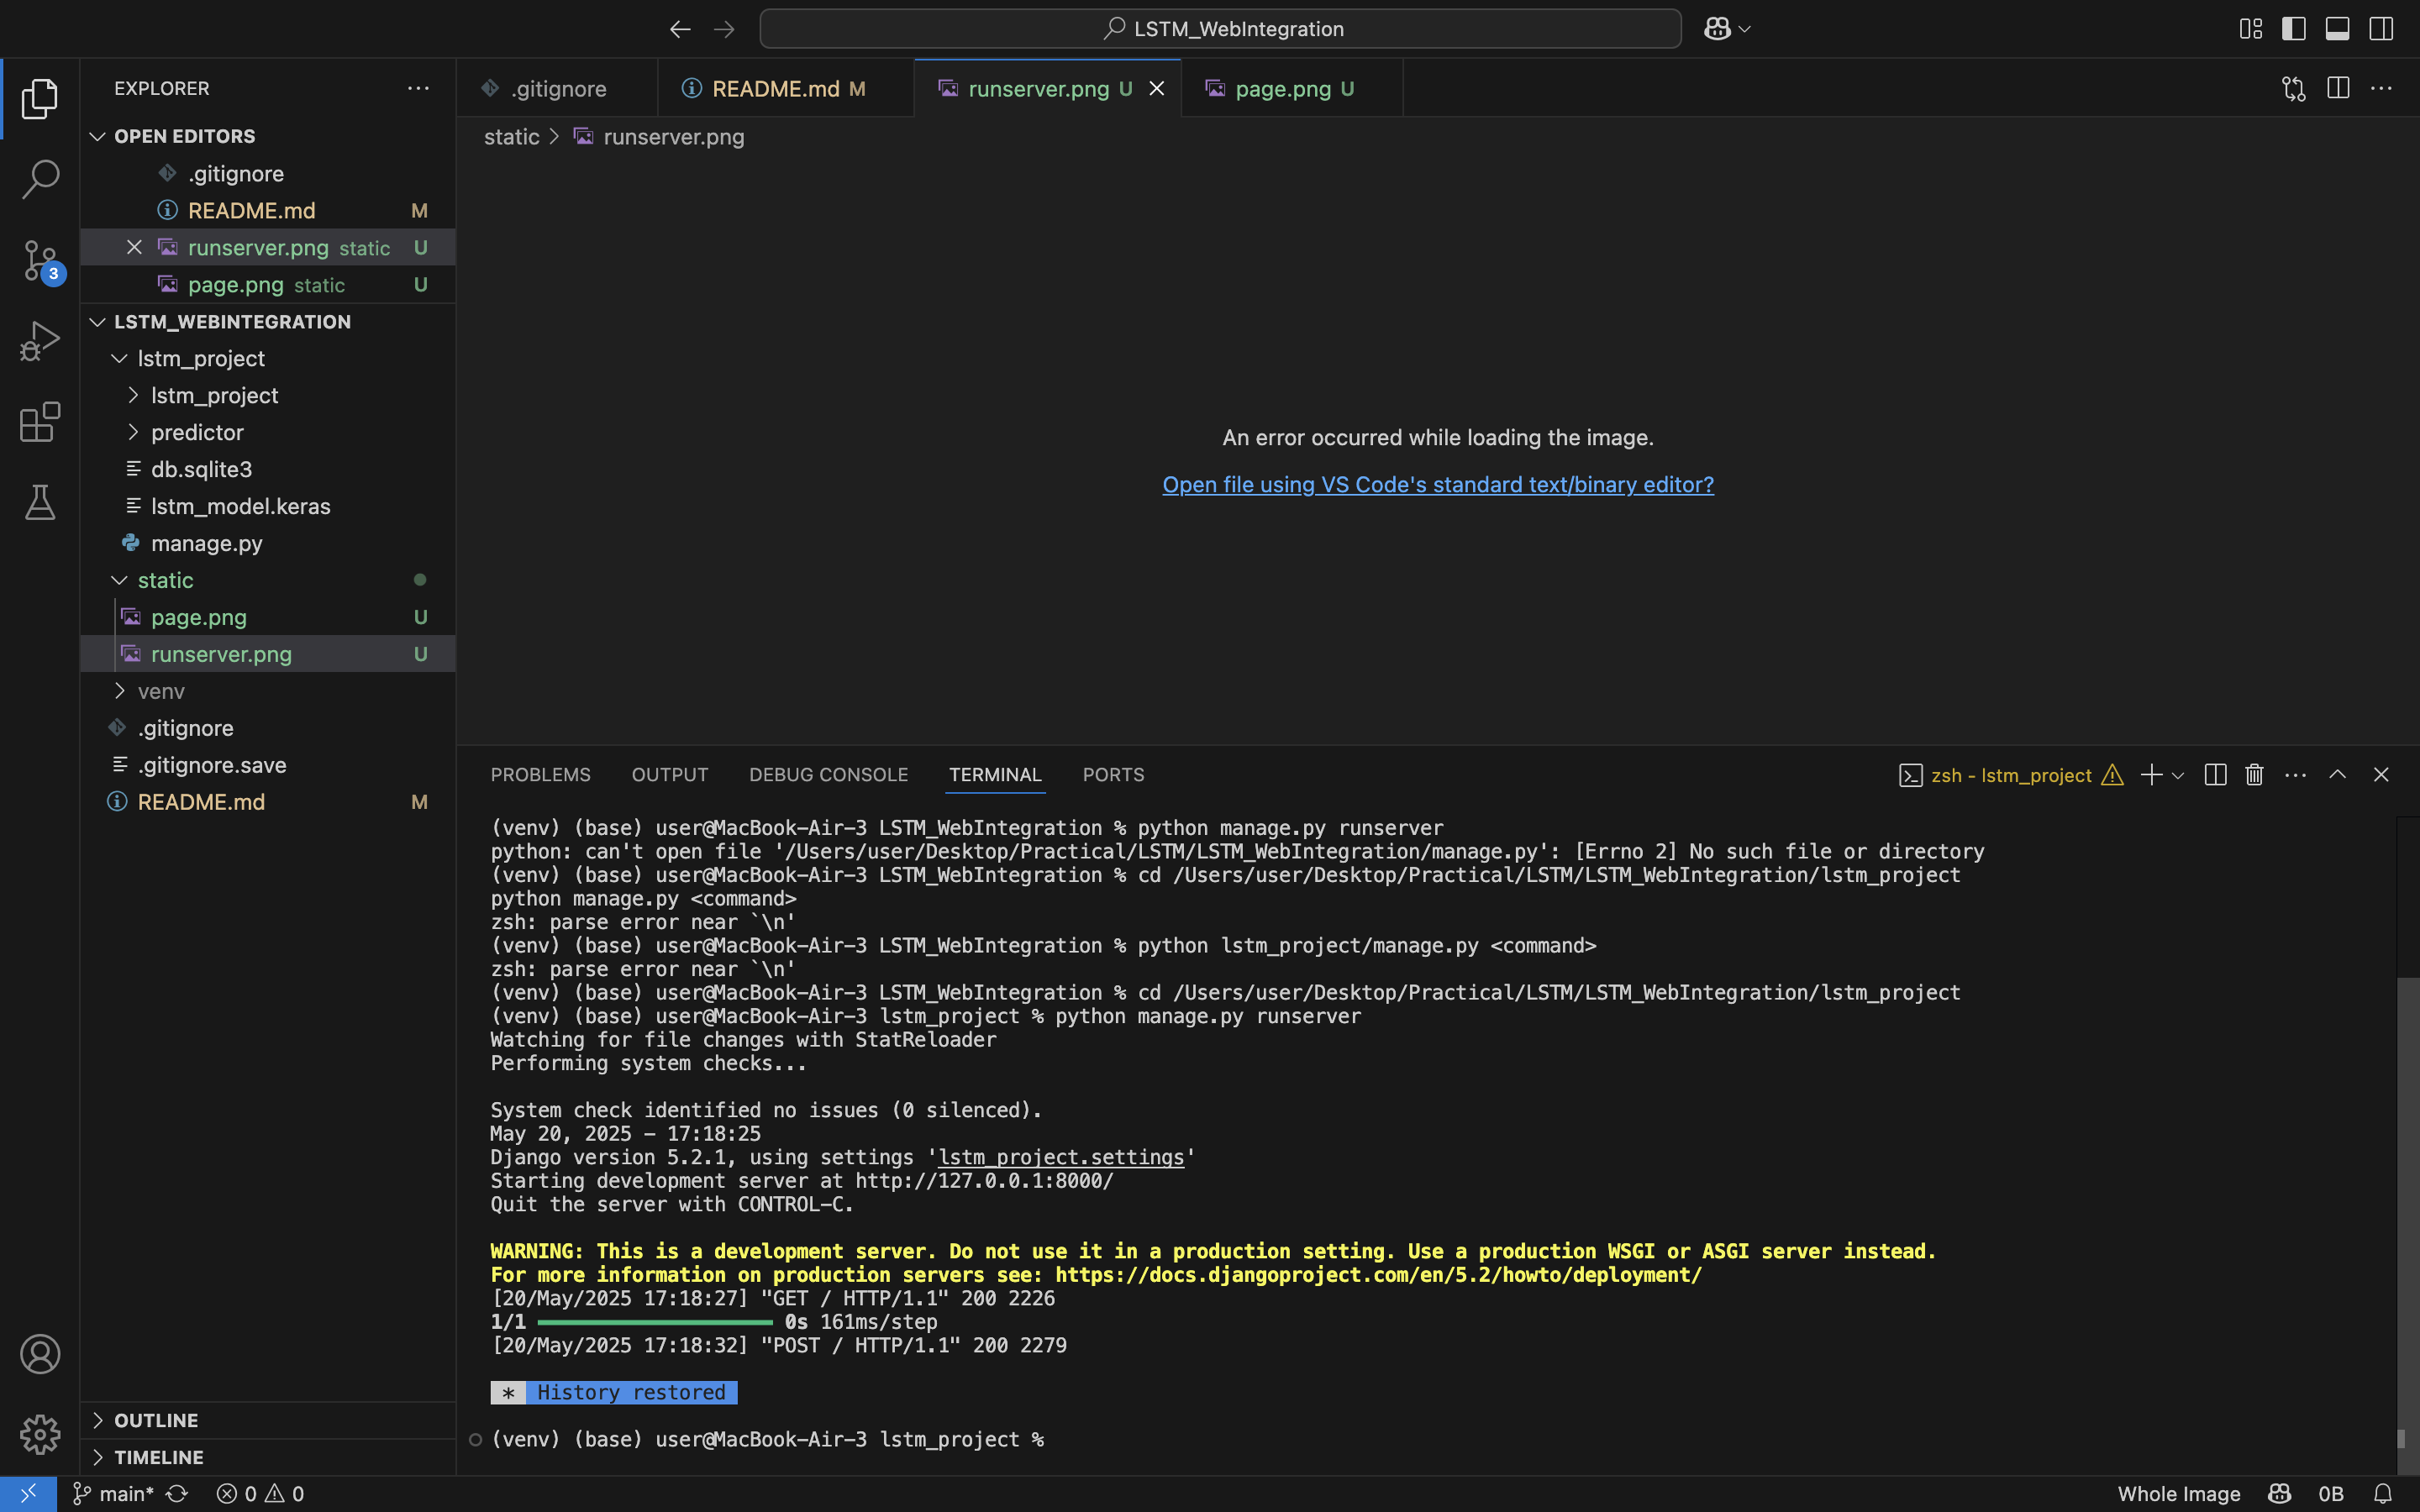 LSTM_WebIntegration
EXPLORER
.gitignore
README.md M
runserver.png U
page.png U
OPEN EDITORS
.gitignore
README.md M
runserver.png static U
page.png static U
LSTM_WEBINTEGRATION
lstm_project
lstm_project
predictor
db.sqlite3
lstm_model.keras
manage.py
static
page.png U
runserver.png U
venv
.gitignore
.gitignore.save
README.md M
OUTLINE
TIMELINE
3
static > runserver.png
An error occurred while loading the image.
Open file using VS Code's standard text/binary editor?
PROBLEMS OUTPUT DEBUG CONSOLE TERMINAL PORTS
zsh - lstm_project
(venv) (base) user@MacBook-Air-3 LSTM_WebIntegration % python manage.py runserver
python: can't open file '/Users/user/Desktop/Practical/LSTM/LSTM_WebIntegration/manage.py': [Errno 2] No such file or directory
(venv) (base) user@MacBook-Air-3 LSTM_WebIntegration % cd /Users/user/Desktop/Practical/LSTM/LSTM_WebIntegration/lstm_project
python manage.py <command>
zsh: parse error near `\n'
(venv) (base) user@MacBook-Air-3 LSTM_WebIntegration % python lstm_project/manage.py <command>
zsh: parse error near `\n'
(venv) (base) user@MacBook-Air-3 LSTM_WebIntegration % cd /Users/user/Desktop/Practical/LSTM/LSTM_WebIntegration/lstm_project
(venv) (base) user@MacBook-Air-3 lstm_project % python manage.py runserver
Watching for file changes with StatReloader
Performing system checks...
System check identified no issues (0 silenced).
May 20, 2025 - 17:18:25
Django version 5.2.1, using settings 'lstm_project.settings'
Starting development server at http://127.0.0.1:8000/
Quit the server with CONTROL-C.
WARNING: This is a development server. Do not use it in a production setting. Use a production WSGI or ASGI server instead.
For more information on production servers see: https://docs.djangoproject.com/en/5.2/howto/deployment/
[20/May/2025 17:18:27] "GET / HTTP/1.1" 200 2226
1/1 0s 161ms/step
[20/May/2025 17:18:32] "POST / HTTP/1.1" 200 2279
* History restored
(venv) (base) user@MacBook-Air-3 lstm_project %
main* 0 0
Whole Image 0B